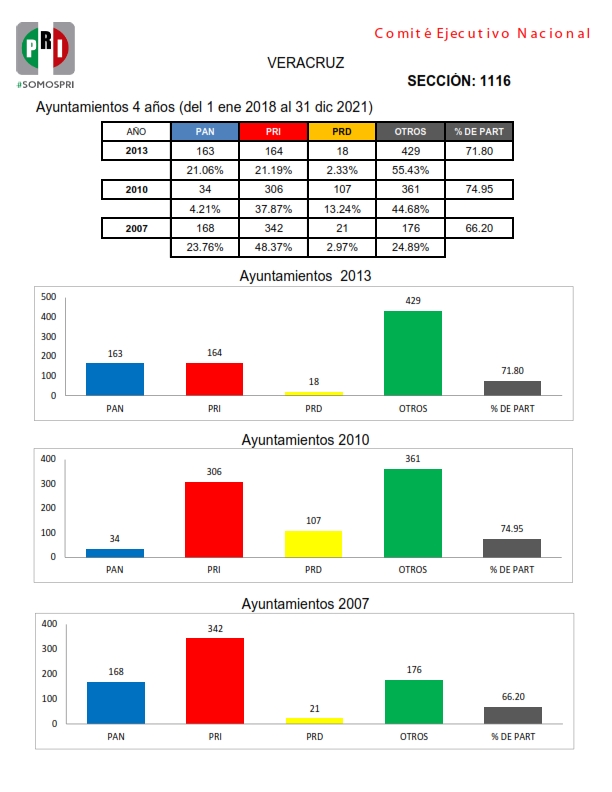 PRI
#SOMOSPRI
Comité Ejecutivo Nacional
VERACRUZ
SECCIÓN: 1116
Ayuntamientos 4 años (del 1 ene 2018 al 31 dic 2021)
AÑO PAN PRI PRD OTROS % DE PART
2013 163 164 18 429 71.80
21.06% 21.19% 2.33% 55.43%
2010 34 306 107 361 74.95
4.21% 37.87% 13.24% 44.68%
2007 168 342 21 176 66.20
23.76% 48.37% 2.97% 24.89%
Ayuntamientos 2013
500
400
300
200
100
0
163 164 18 429 71.80
PAN PRI PRD OTROS % DE PART
Ayuntamientos 2010
400
300
200
100
0
34 306 107 361 74.95
PAN PRI PRD OTROS % DE PART
Ayuntamientos 2007
400
300
200
100
0
168 342 21 176 66.20
PAN PRI PRD OTROS % DE PART